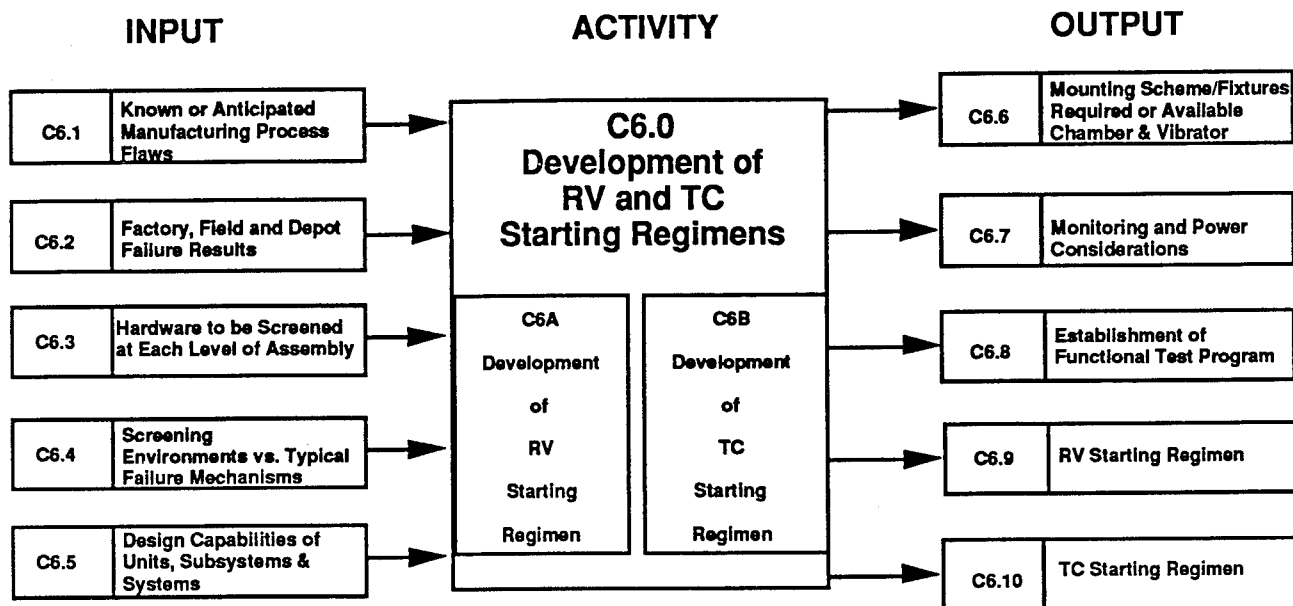 INPUT
ACTIVITY
OUTPUT
C6.1
Known or Anticipated
Manufacturing Process
Flaws
C6.2
Factory, Field and Depot
Failure Results
C6.3
Hardware to be Screened
at Each Level of Assembly
C6.4
Screening
Environments vs. Typical
Failure Mechanisms
C6.5
Design Capabilities of
Units, Subsystems &
Systems
C6.0
Development of
RV and TC
Starting Regimens
C6A
Development
of
RV
Starting
Regimen
C6B
Development
of
TC
Starting
Regimen
C6.6
Mounting Scheme/Fixtures
Required or Available
Chamber & Vibrator
C6.7
Monitoring and Power
Considerations
C6.8
Establishment of
Functional Test Program
C6.9
RV Starting Regimen
C6.10
TC Starting Regimen